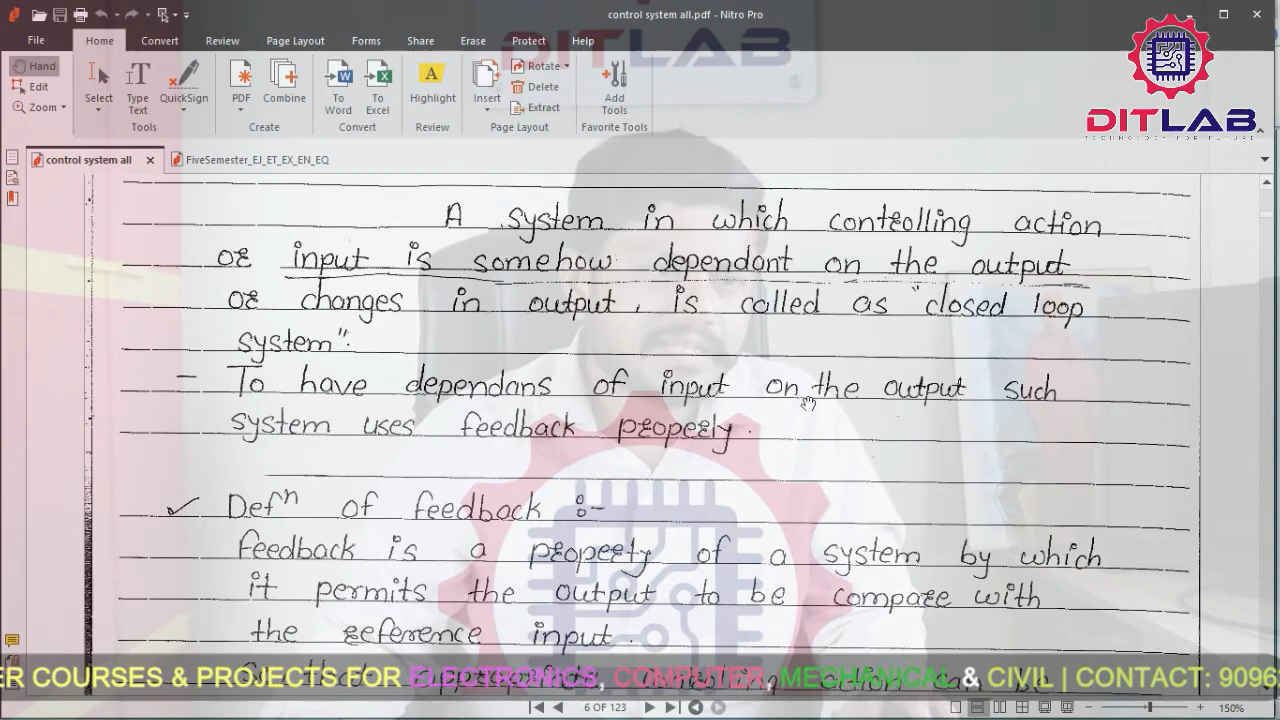 control system all.pdf - Nitro Pro
File Home Convert Review Page Layout Forms Share Erase Protect Help
Hand
Edit
Zoom
Select
Type Text
QuickSign
Tools
PDF
Combine
Create
To Word
To Excel
Convert
Highlight
Review
Insert
Rotate
Delete
Extract
Page Layout
Add Tools
Favorite Tools
DITLAB
DITLAB
TECHNOLOGY FOR FUTURE
control system all
FiveSemester_EJ_ET_EX_EN_EQ
A system in which controlling action
or input is somehow dependant on the output
or changes in output, is called as "closed loop
system".
- To have dependans of input on the output such
system uses feedback properly.
✓ Defn of feedback :-
feedback is a property of a system by which
it permits the output to be compare with
the reference input.
ER COURSES & PROJECTS FOR ELECTRONICS, COMPUTER, MECHANICAL & CIVIL | CONTACT: 9096
6 OF 123
150%